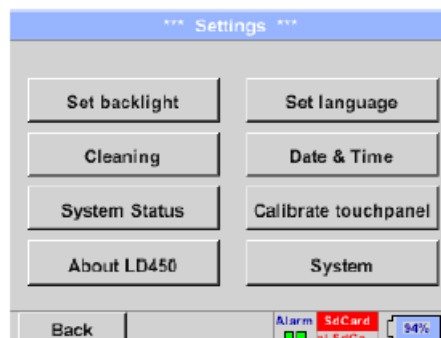 *** Settings ***
Set backlight
Set language
Cleaning
Date & Time
System Status
Calibrate touchpanel
About LD450
System
Back
Alarm
SdCard
94%